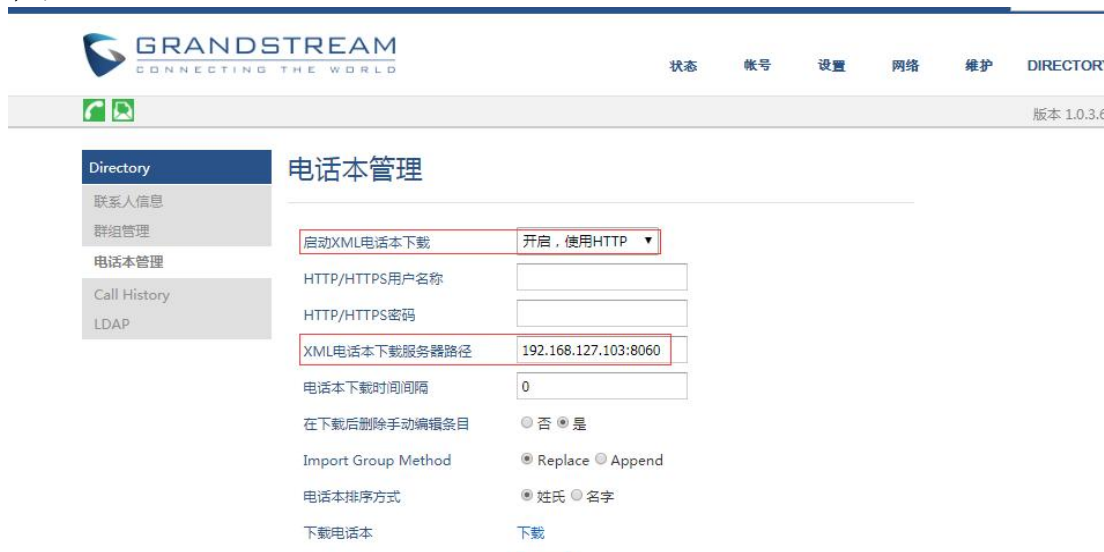 GRANDSTREAM
CONNECTING THE WORLD
状态 帐号 设置 网络 维护 DIRECTORY
版本 1.0.3.6
Directory
联系人信息
群组管理
电话本管理
Call History
LDAP
电话本管理
启动XML电话本下载 开启，使用HTTP
HTTP/HTTPS用户名称
HTTP/HTTPS密码
XML电话本下载服务器路径 192.168.127.103:8060
电话本下载时间间隔 0
在下载后删除手动编辑条目 否 是
Import Group Method Replace Append
电话本排序方式 姓氏 名字
下载电话本 下载